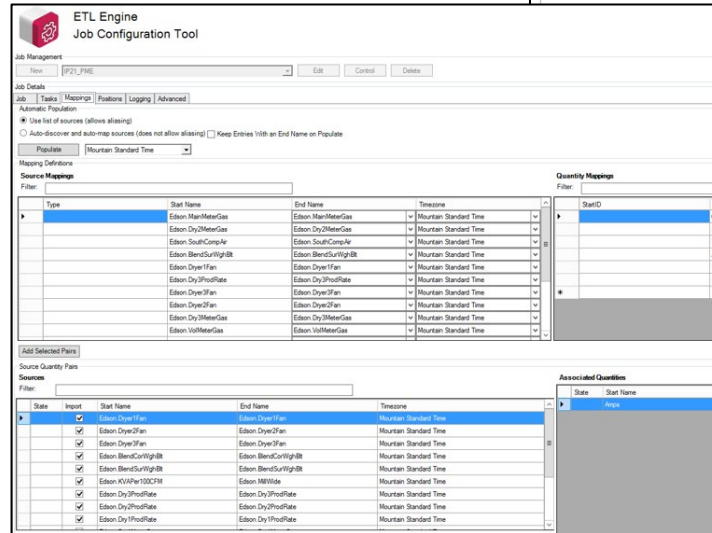 ETL Engine
Job Configuration Tool
Job Management
New IP21_PME Edit Control Delete
Job Details
Job Tasks Mappings Positions Logging Advanced
Automatic Population
Use list of sources (allows aliasing)
Auto-discover and auto-map sources (does not allow aliasing) Keep Entries With an End Name on Populate
Populate Mountain Standard Time
Mapping Definitions
Source Mappings Quantity Mappings
Filter: Filter:
Type Start Name End Name Timezone StartID
Edson.MainMeterGas Edson.MainMeterGas Mountain Standard Time
Edson.Dry2MeterGas Edson.Dry2MeterGas Mountain Standard Time
Edson.SouthCompAir Edson.SouthCompAir Mountain Standard Time
Edson.BlendSurWghBlt Edson.BlendSurWghBlt Mountain Standard Time
Edson.Dryer1Fan Edson.Dryer1Fan Mountain Standard Time
Edson.Dry3ProdRate Edson.Dry3ProdRate Mountain Standard Time
Edson.Dryer3Fan Edson.Dryer3Fan Mountain Standard Time
Edson.Dryer2Fan Edson.Dryer2Fan Mountain Standard Time
Edson.Dry3MeterGas Edson.Dry3MeterGas Mountain Standard Time
Edson.VolMeterGas Edson.VolMeterGas Mountain Standard Time
Add Selected Pairs
Source Quantity Pairs
Sources Associated Quantities
Filter:
State Import Start Name End Name Timezone State Start Name
Edson.Dryer1Fan Edson.Dryer1Fan Mountain Standard Time Amps
Edson.Dryer2Fan Edson.Dryer2Fan Mountain Standard Time
Edson.Dryer3Fan Edson.Dryer3Fan Mountain Standard Time
Edson.BlendCorWghBlt Edson.BlendCorWghBlt Mountain Standard Time
Edson.BlendSurWghBlt Edson.BlendSurWghBlt Mountain Standard Time
Edson.KVAPer100CFM Edson.MillWide Mountain Standard Time
Edson.Dry3ProdRate Edson.Dry3ProdRate Mountain Standard Time
Edson.Dry2ProdRate Edson.Dry2ProdRate Mountain Standard Time
Edson.Dry1ProdRate Edson.Dry1ProdRate Mountain Standard Time